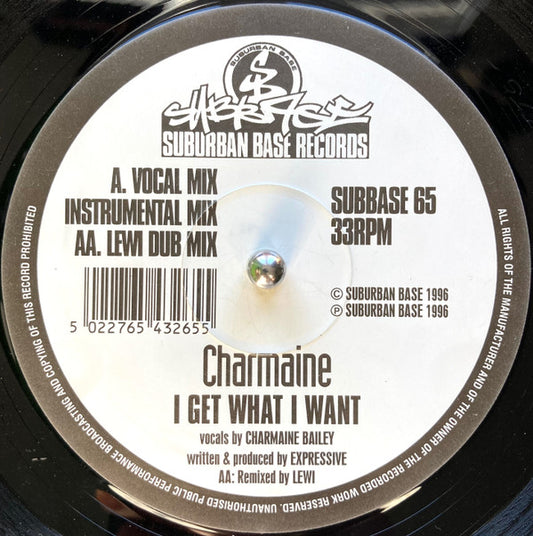 SUBURBAN BASE
SUBBASE
SUBURBAN BASE RECORDS
A. VOCAL MIX
INSTRUMENTAL MIX
AA. LEWI DUB MIX
SUBBASE 65
33RPM
5 022765 432655
© SUBURBAN BASE 1996
℗ SUBURBAN BASE 1996
Charmaine
I GET WHAT I WANT
vocals by CHARMAINE BAILEY
written & produced by EXPRESSIVE
AA: Remixed by LEWI
ALL RIGHTS OF THE MANUFACTURER AND OF THE OWNER OF THE RECORDED WORK RESERVED. UNAUTHORISED PUBLIC PERFORMANCE BROADCASTING AND COPYING OF THIS RECORD PROHIBITED